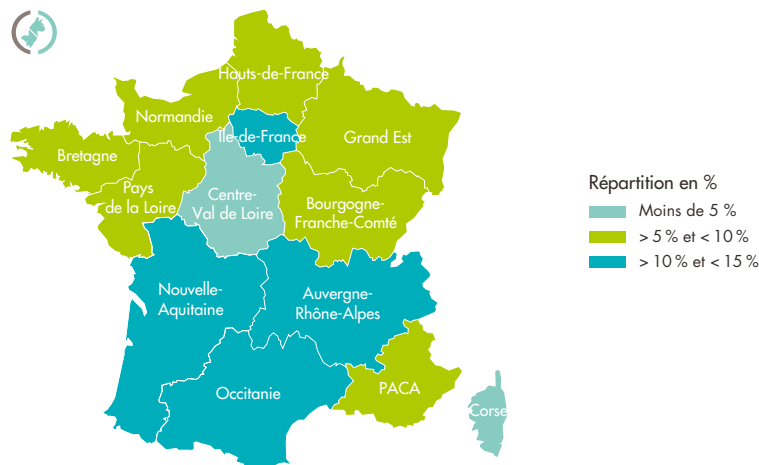 Hauts-de-France
Normandie
Île-de-France
Grand Est
Bretagne
Pays
de la Loire
Centre-
Val de Loire
Bourgogne-
Franche-Comté
Nouvelle-
Aquitaine
Auvergne-
Rhône-Alpes
Occitanie
PACA
Corse
Répartition en %
Moins de 5 %
> 5 % et < 10 %
> 10 % et < 15 %